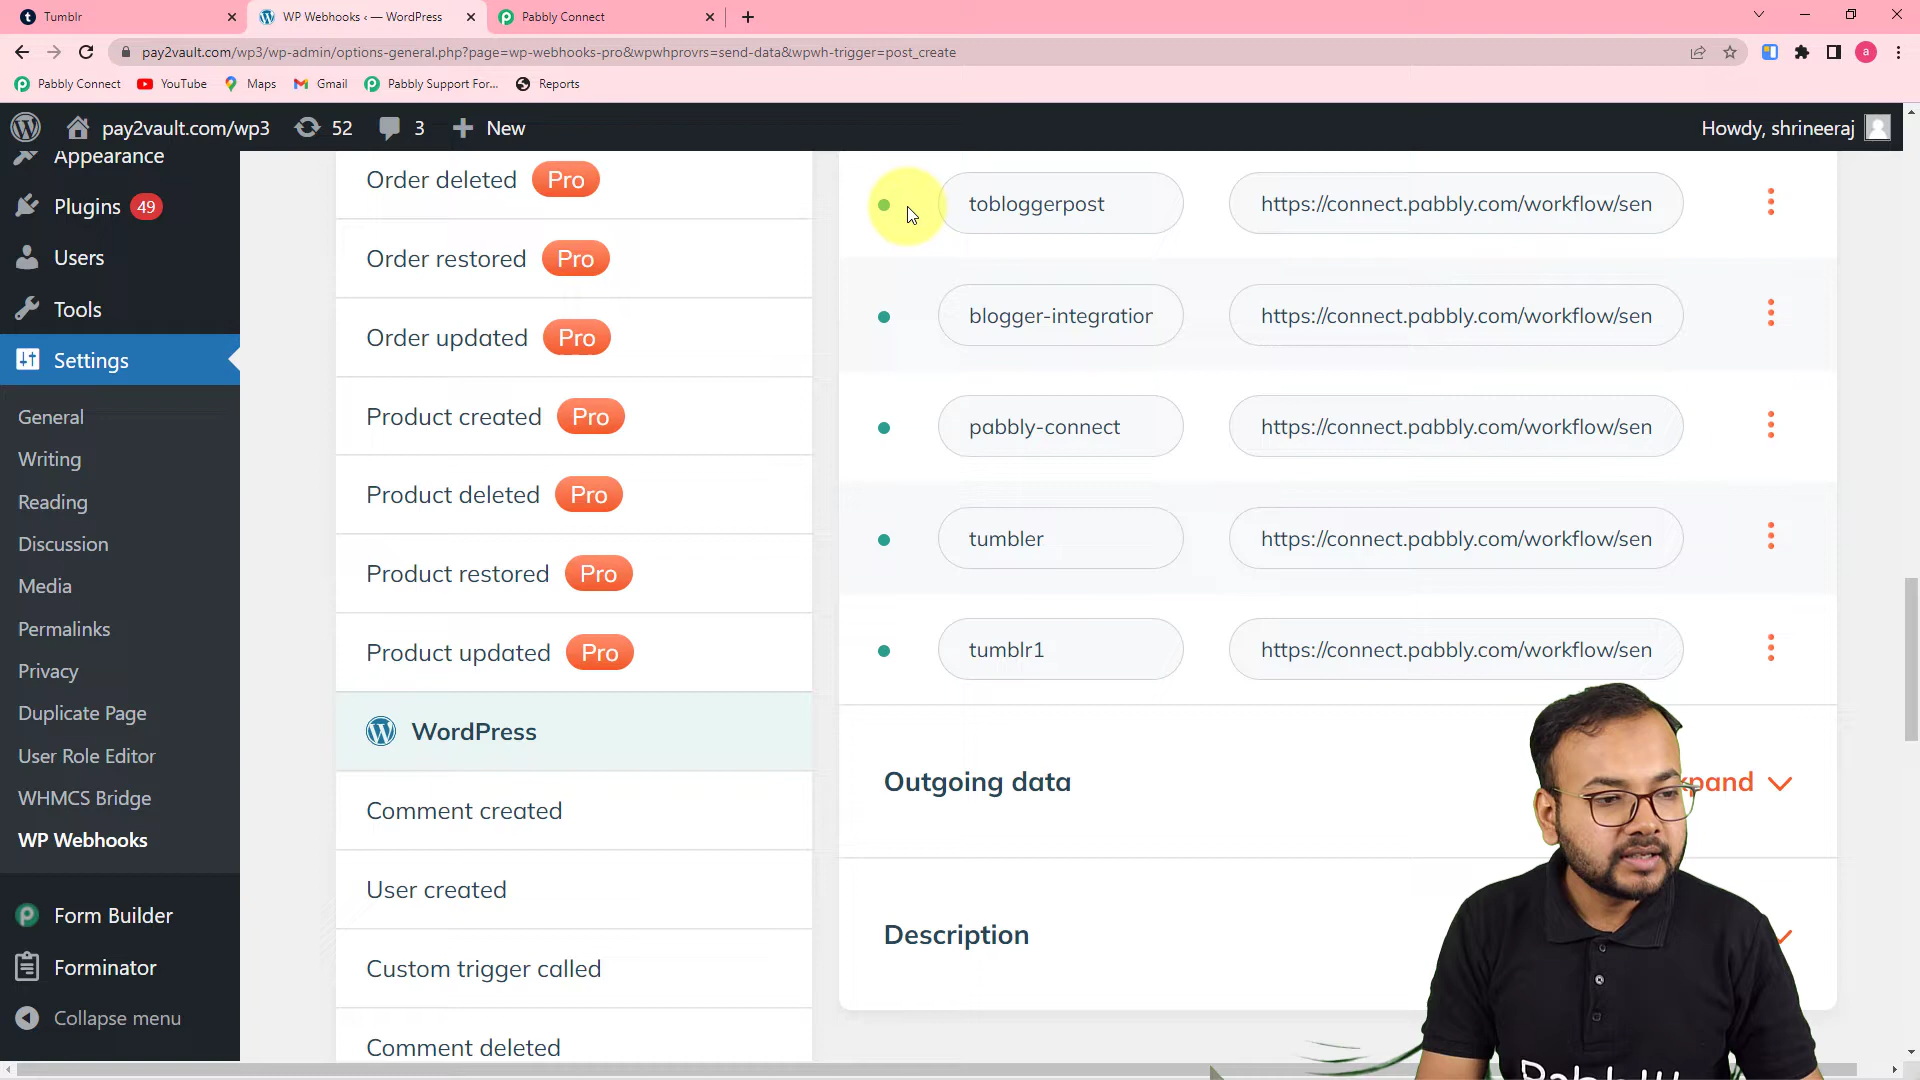 Tumblr
WP Webhooks ‹ — WordPress
Pabbly Connect
pay2vault.com/wp3/wp-admin/options-general.php?page=wp-webhooks-pro&wpwhprovrs=send-data&wpwh-trigger=post_create
a
Pabbly Connect
YouTube
Maps
Gmail
Pabbly Support For...
Reports
pay2vault.com/wp3
52
3
New
Howdy, shrineeraj
Appearance
Plugins 49
Users
Tools
Settings
General
Writing
Reading
Discussion
Media
Permalinks
Privacy
Duplicate Page
User Role Editor
WHMCS Bridge
WP Webhooks
Form Builder
Forminator
Collapse menu
Order deleted Pro
Order restored Pro
Order updated Pro
Product created Pro
Product deleted Pro
Product restored Pro
Product updated Pro
WordPress
Comment created
User created
Custom trigger called
Comment deleted
tobloggerpost https://connect.pabbly.com/workflow/sen
blogger-integration https://connect.pabbly.com/workflow/sen
pabbly-connect https://connect.pabbly.com/workflow/sen
tumbler https://connect.pabbly.com/workflow/sen
tumblr1 https://connect.pabbly.com/workflow/sen
Outgoing data
pand
Description